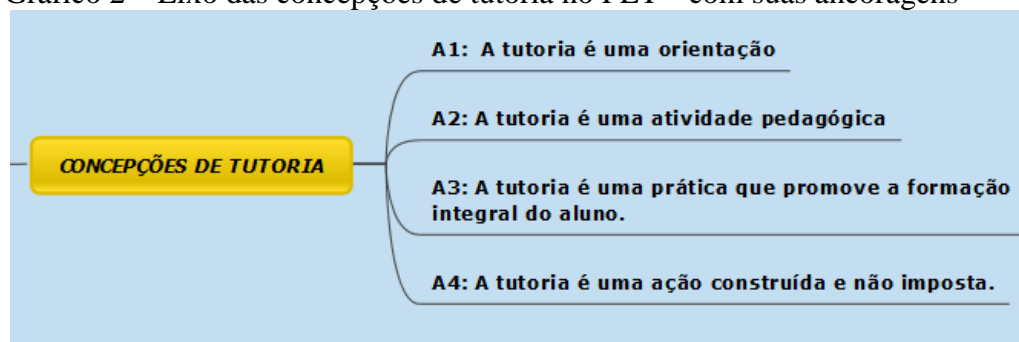 Gráfico 2 – Eixo das concepções de tutoria no PET – com suas ancoragens
A1: A tutoria é uma orientação
A2: A tutoria é uma atividade pedagógica
CONCEPÇÕES DE TUTORIA
A3: A tutoria é uma prática que promove a formação
integral do aluno.
A4: A tutoria é uma ação construída e não imposta.